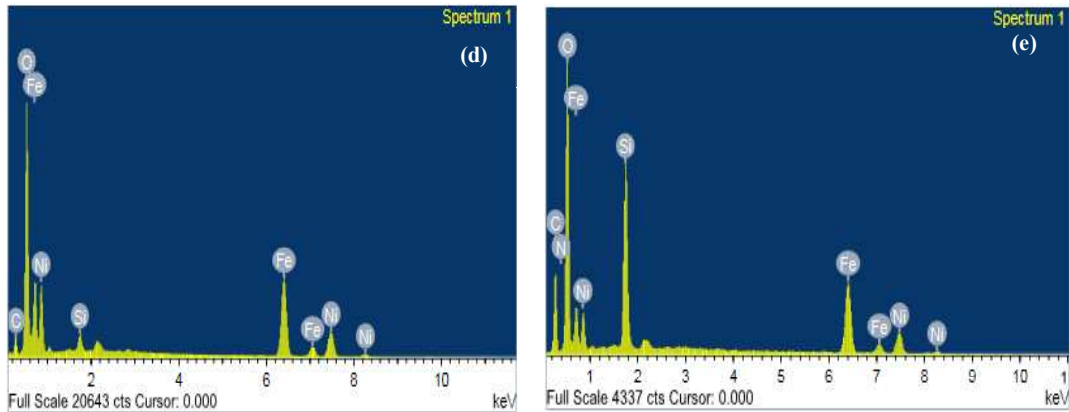 Spectrum 1
(d)
O
Fe
Ni
C
Si
Fe
Fe
Ni
Ni
2 4 6 8 10
Full Scale 20643 cts Cursor: 0.000 keV
Spectrum 1
(e)
O
Fe
Si
C
N
Ni
Fe
Fe
Ni
Ni
1 2 3 4 5 6 7 8 9 10 1
Full Scale 4337 cts Cursor: 0.000 keV